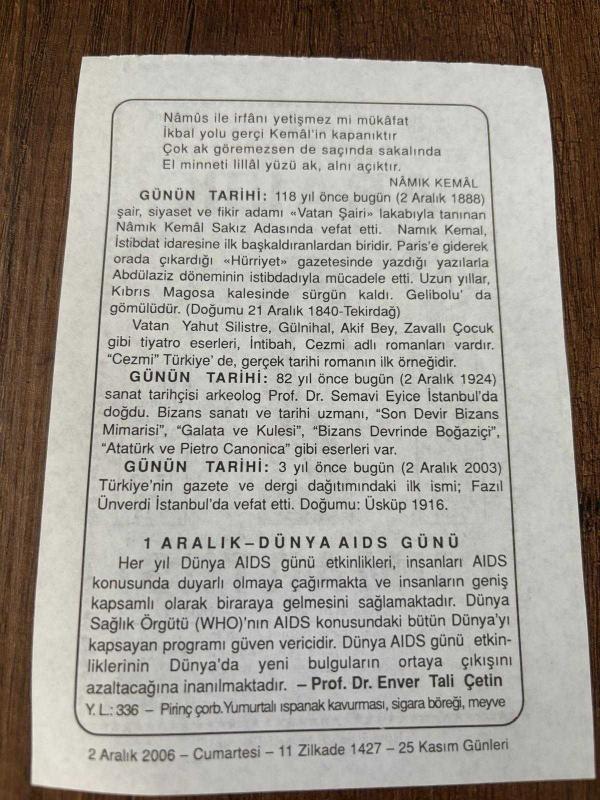 Nâmûs ile irfânı yetişmez mi mükâfat
İkbal yolu gerçi Kemâl'in kapanıktır
Çok ak göremezsen de saçında sakalında
El minneti lillâl yüzü ak, alnı açıktır.
NÂMIK KEMÂL
GÜNÜN TARİHİ: 118 yıl önce bugün (2 Aralık 1888)
şair, siyaset ve fikir adamı «Vatan Şairi» lakabıyla tanınan
Nâmık Kemâl Sakız Adasında vefat etti. Namık Kemal,
İstibdat idaresine ilk başkaldıranlardan biridir. Paris'e giderek
orada çıkardığı «Hürriyet» gazetesinde yazdığı yazılarla
Abdülaziz döneminin istibdadıyla mücadele etti. Uzun yıllar,
Kıbrıs Magosa kalesinde sürgün kaldı. Gelibolu' da
gömülüdür. (Doğumu 21 Aralık 1840-Tekirdağ)
Vatan Yahut Silistre, Gülnihal, Akif Bey, Zavallı Çocuk
gibi tiyatro eserleri, İntibah, Cezmi adlı romanları vardır.
"Cezmi" Türkiye' de, gerçek tarihi romanın ilk örneğidir.
GÜNÜN TARİHİ: 82 yıl önce bugün (2 Aralık 1924)
sanat tarihçisi arkeolog Prof. Dr. Semavi Eyice İstanbul'da
doğdu. Bizans sanatı ve tarihi uzmanı, "Son Devir Bizans
Mimarisi", "Galata ve Kulesi", "Bizans Devrinde Boğaziçi",
"Atatürk ve Pietro Canonica" gibi eserleri var.
GÜNÜN TARİHİ: 3 yıl önce bugün (2 Aralık 2003)
Türkiye'nin gazete ve dergi dağıtımındaki ilk ismi; Fazıl
Ünverdi İstanbul'da vefat etti. Doğumu: Üsküp 1916.
1 ARALIK–DÜNYA AIDS GÜNÜ
Her yıl Dünya AIDS günü etkinlikleri, insanları AIDS
konusunda duyarlı olmaya çağırmakta ve insanların geniş
kapsamlı olarak biraraya gelmesini sağlamaktadır. Dünya
Sağlık Örgütü (WHO)'nın AIDS konusundaki bütün Dünya'yı
kapsayan programı güven vericidir. Dünya AIDS günü etkin-
liklerinin Dünya'da yeni bulguların ortaya çıkışını
azaltacağına inanılmaktadır. – Prof. Dr. Enver Tali Çetin
Y. L.: 336 – Pirinç çorb.Yumurtalı ıspanak kavurması, sigara böreği, meyve
2 Aralık 2006 – Cumartesi – 11 Zilkade 1427 – 25 Kasım Günleri